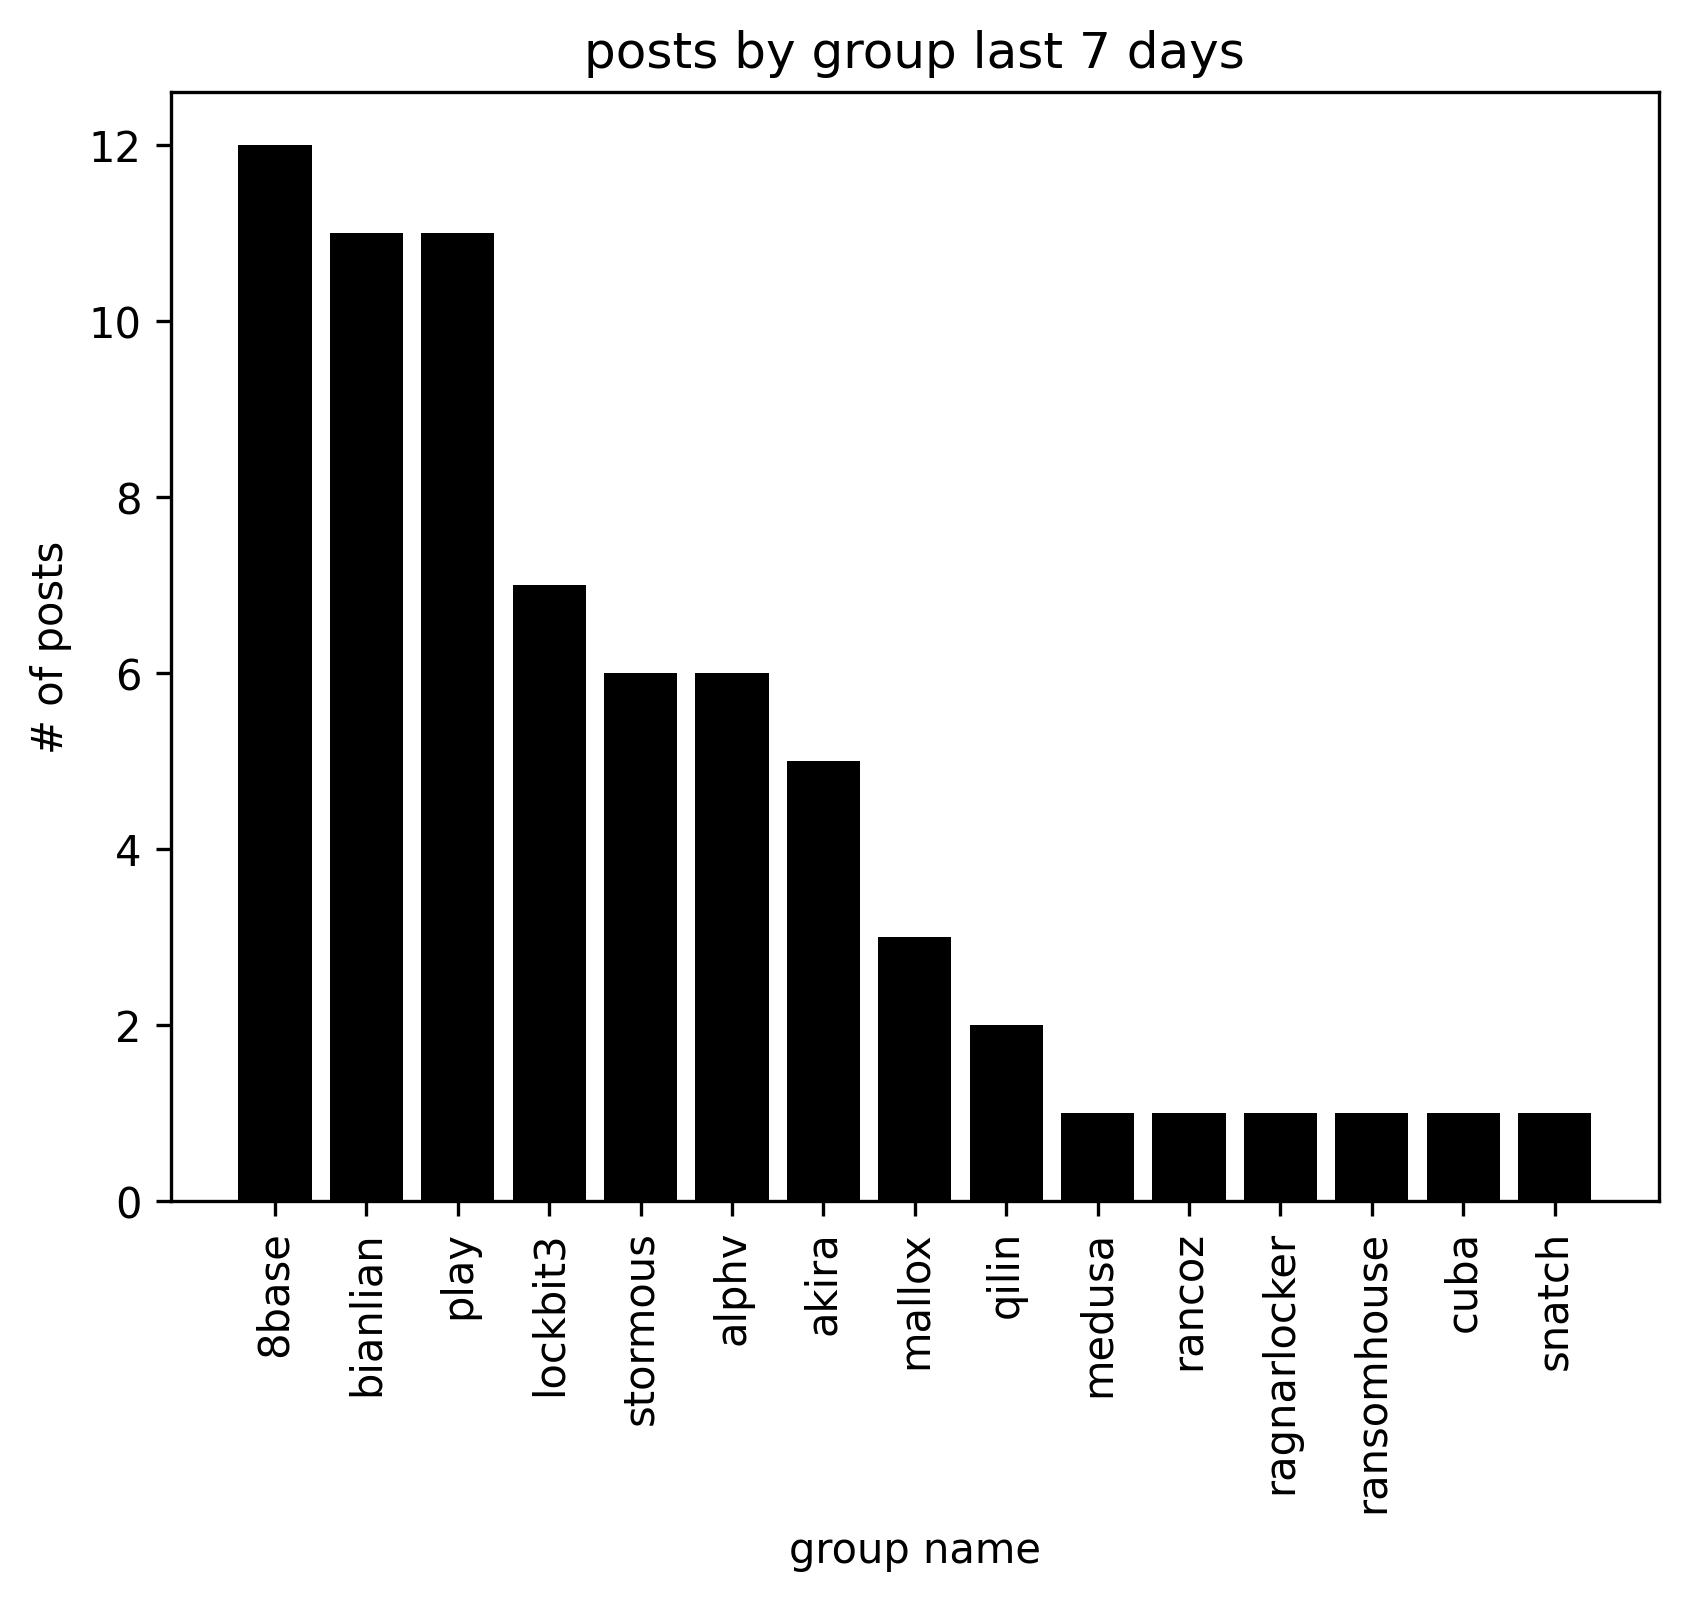 posts by group last 7 days
12
10
8
6
4
2
0
# of posts
8base
bianlian
play
lockbit3
stormous
alphv
akira
mallox
qilin
medusa
rancoz
ragnarlocker
ransomhouse
cuba
snatch
group name